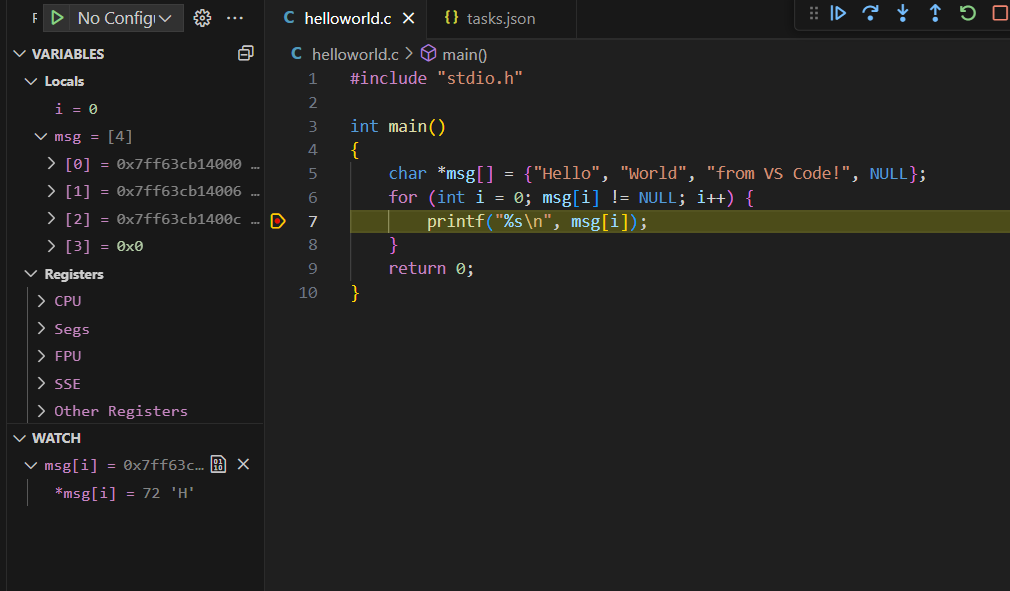 No Config
VARIABLES
Locals
i = 0
msg = [4]
[0] = 0x7ff63cb14000 …
[1] = 0x7ff63cb14006 …
[2] = 0x7ff63cb1400c …
[3] = 0x0
Registers
CPU
Segs
FPU
SSE
Other Registers
WATCH
msg[i] = 0x7ff63c…
*msg[i] = 72 'H'
C helloworld.c
{} tasks.json
C helloworld.c > main()
1 #include "stdio.h"
2
3 int main()
4 {
5 char *msg[] = {"Hello", "World", "from VS Code!", NULL};
6 for (int i = 0; msg[i] != NULL; i++) {
7 printf("%s\n", msg[i]);
8 }
9 return 0;
10 }